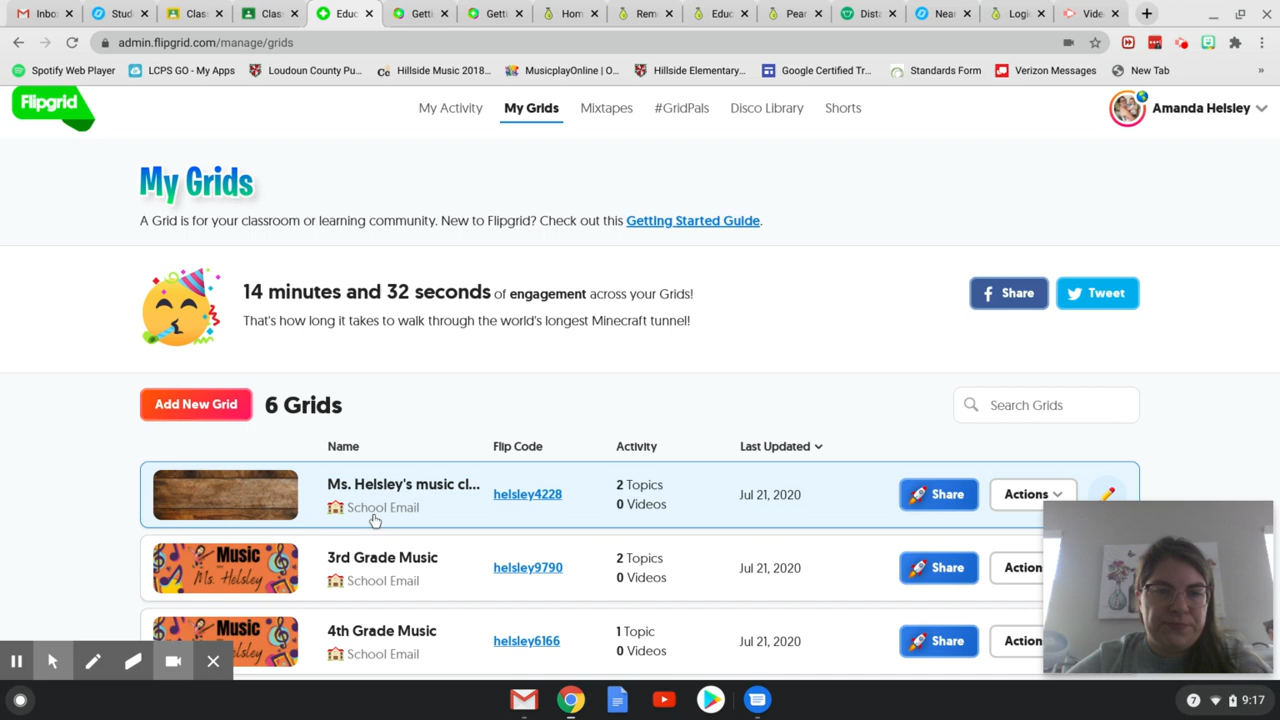 Inbo
Stud
Class
Class
Educ
Getti
Getti
Hom
Rem
Educ
Pear
Dista
Near
Logi
Vide
admin.flipgrid.com/manage/grids
Spotify Web Player
LCPS GO - My Apps
Loudoun County Pu...
Hillside Music 2018...
MusicplayOnline | O...
Hillside Elementary...
Google Certified Tr...
Standards Form
Verizon Messages
New Tab
»
Flipgrid
My Activity
My Grids
Mixtapes
#GridPals
Disco Library
Shorts
Amanda Helsley
My Grids
A Grid is for your classroom or learning community. New to Flipgrid? Check out this Getting Started Guide.
14 minutes and 32 seconds of engagement across your Grids!
That's how long it takes to walk through the world's longest Minecraft tunnel!
Share
Tweet
Add New Grid
6 Grids
Search Grids
Name
Flip Code
Activity
Last Updated
Ms. Helsley's music cl...
School Email
helsley4228
2 Topics
0 Videos
Jul 21, 2020
Share
Actions
Music
Ms. Helsley
3rd Grade Music
School Email
helsley9790
2 Topics
0 Videos
Jul 21, 2020
Share
Action
Music
Helsley
4th Grade Music
School Email
helsley6166
1 Topic
0 Videos
Jul 21, 2020
Share
Action
7
9:17